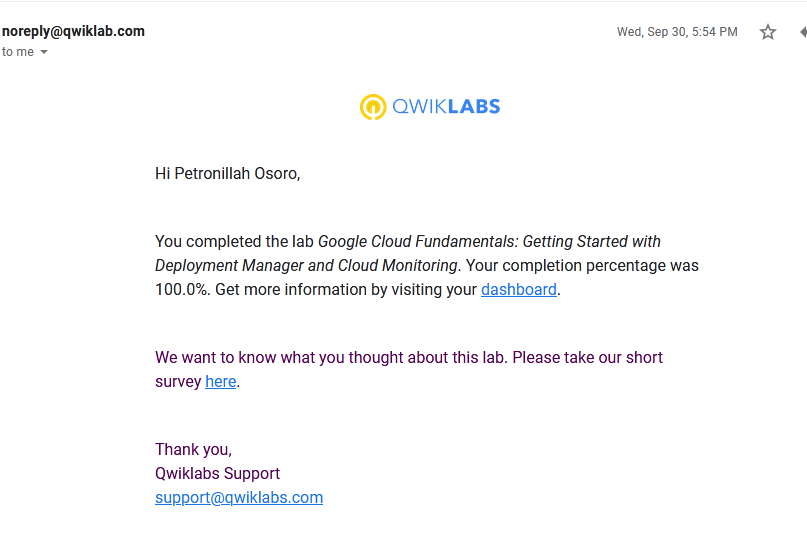 noreply@qwiklab.com
Wed, Sep 30, 5:54 PM
to me
QWIKLABS
Hi Petronillah Osoro,
You completed the lab Google Cloud Fundamentals: Getting Started with
Deployment Manager and Cloud Monitoring. Your completion percentage was
100.0%. Get more information by visiting your dashboard.
We want to know what you thought about this lab. Please take our short
survey here.
Thank you,
Qwiklabs Support
support@qwiklabs.com